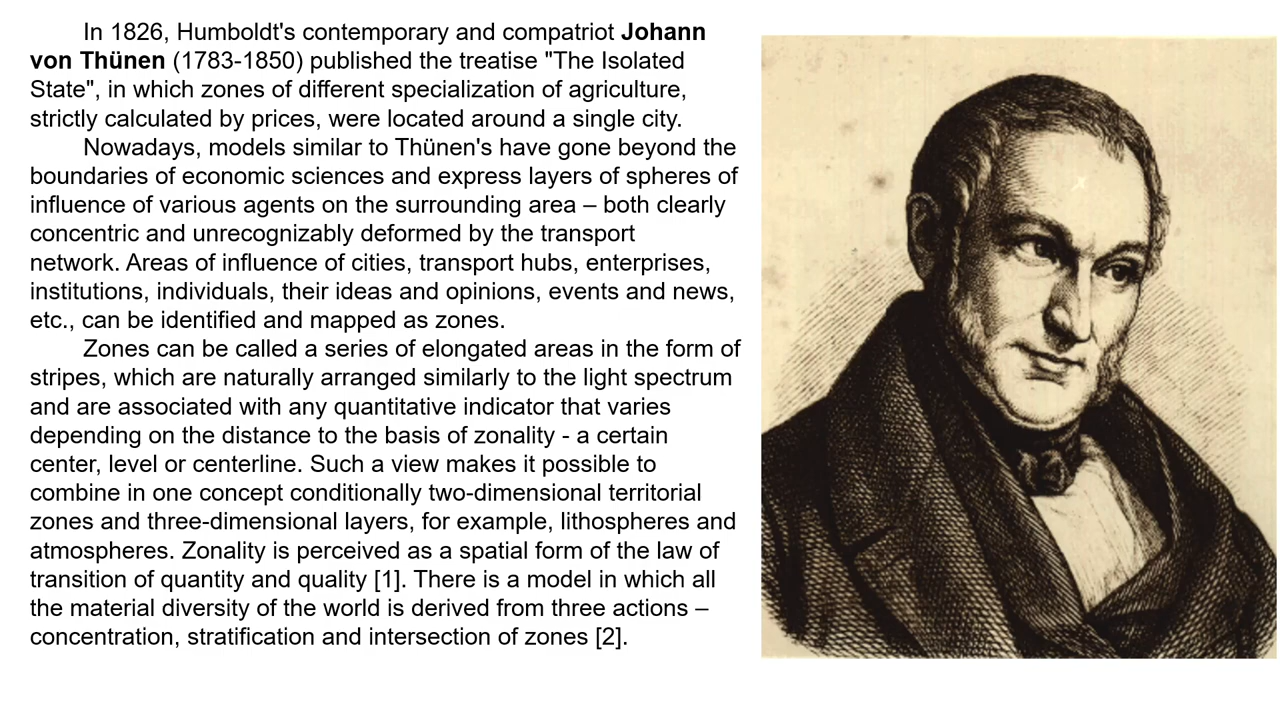 In 1826, Humboldt's contemporary and compatriot Johann
von Thünen (1783-1850) published the treatise "The Isolated
State", in which zones of different specialization of agriculture,
strictly calculated by prices, were located around a single city.
Nowadays, models similar to Thünen's have gone beyond the
boundaries of economic sciences and express layers of spheres of
influence of various agents on the surrounding area – both clearly
concentric and unrecognizably deformed by the transport
network. Areas of influence of cities, transport hubs, enterprises,
institutions, individuals, their ideas and opinions, events and news,
etc., can be identified and mapped as zones.
Zones can be called a series of elongated areas in the form of
stripes, which are naturally arranged similarly to the light spectrum
and are associated with any quantitative indicator that varies
depending on the distance to the basis of zonality - a certain
center, level or centerline. Such a view makes it possible to
combine in one concept conditionally two-dimensional territorial
zones and three-dimensional layers, for example, lithospheres and
atmospheres. Zonality is perceived as a spatial form of the law of
transition of quantity and quality [1]. There is a model in which all
the material diversity of the world is derived from three actions –
concentration, stratification and intersection of zones [2].